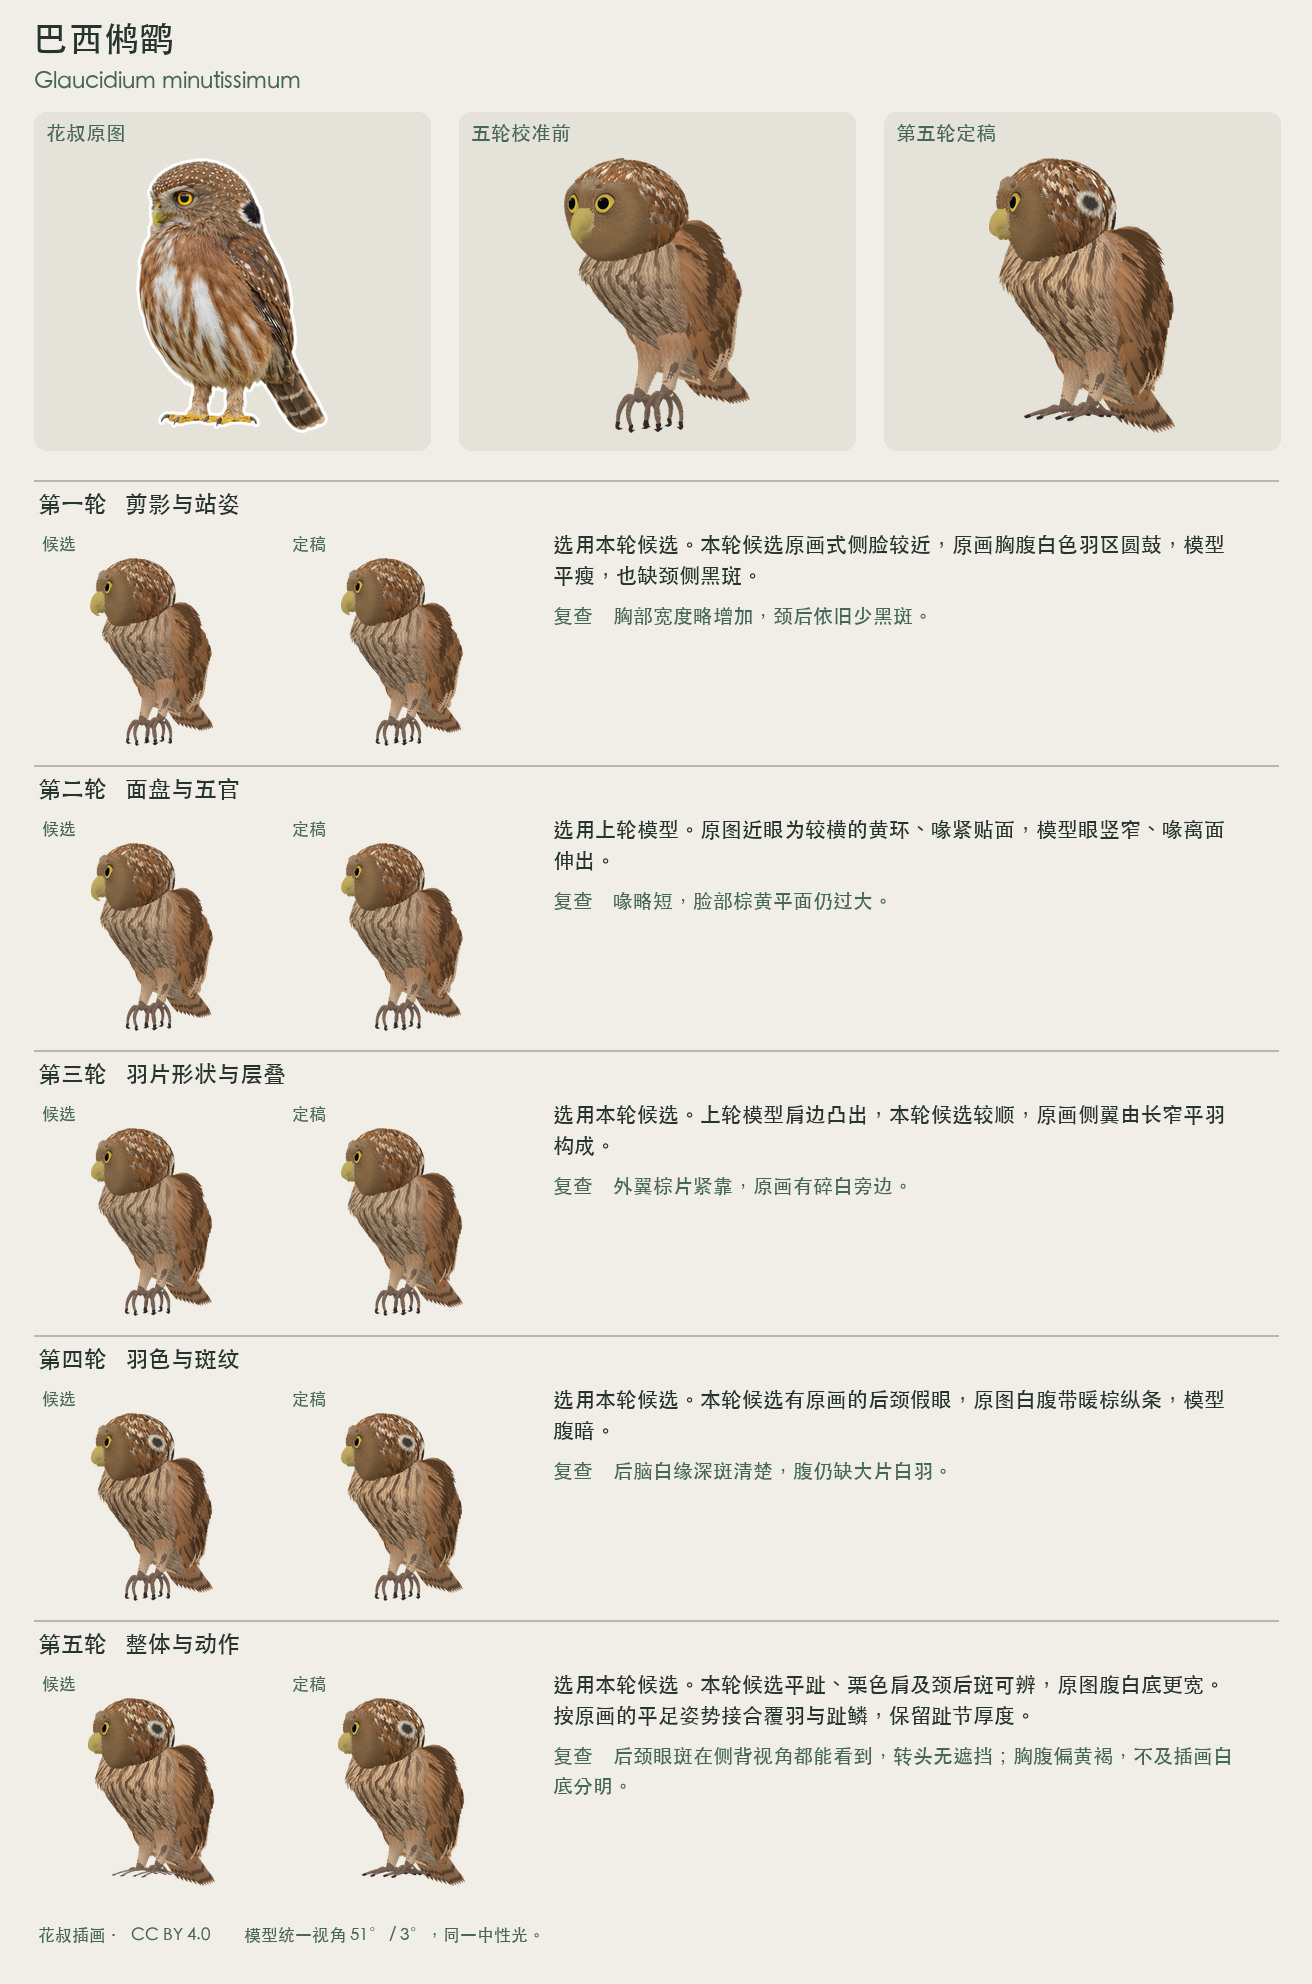 巴西鸺鹠
Glaucidium minutissimum
花叔原图
五轮校准前
第五轮定稿
第一轮 剪影与站姿
候选
定稿
选用本轮候选。本轮候选原画式侧脸较近，原画胸腹白色羽区圆鼓，模型
平瘦，也缺颈侧黑斑。
复查 胸部宽度略增加，颈后依旧少黑斑。
第二轮 面盘与五官
候选
定稿
选用上轮模型。原图近眼为较横的黄环、喙紧贴面，模型眼竖窄、喙离面
伸出。
复查 喙略短，脸部棕黄平面仍过大。
第三轮 羽片形状与层叠
候选
定稿
选用本轮候选。上轮模型肩边凸出，本轮候选较顺，原画侧翼由长窄平羽
构成。
复查 外翼棕片紧靠，原画有碎白旁边。
第四轮 羽色与斑纹
候选
定稿
选用本轮候选。本轮候选有原画的后颈假眼，原图白腹带暖棕纵条，模型
腹暗。
复查 后脑白缘深斑清楚，腹仍缺大片白羽。
第五轮 整体与动作
候选
定稿
选用本轮候选。本轮候选平趾、栗色肩及颈后斑可辨，原图腹白底更宽。
按原画的平足姿势接合覆羽与趾鳞，保留趾节厚度。
复查 后颈眼斑在侧背视角都能看到，转头无遮挡；胸腹偏黄褐，不及插画白
底分明。
花叔插画 · CC BY 4.0 模型统一视角 51° / 3°，同一中性光。